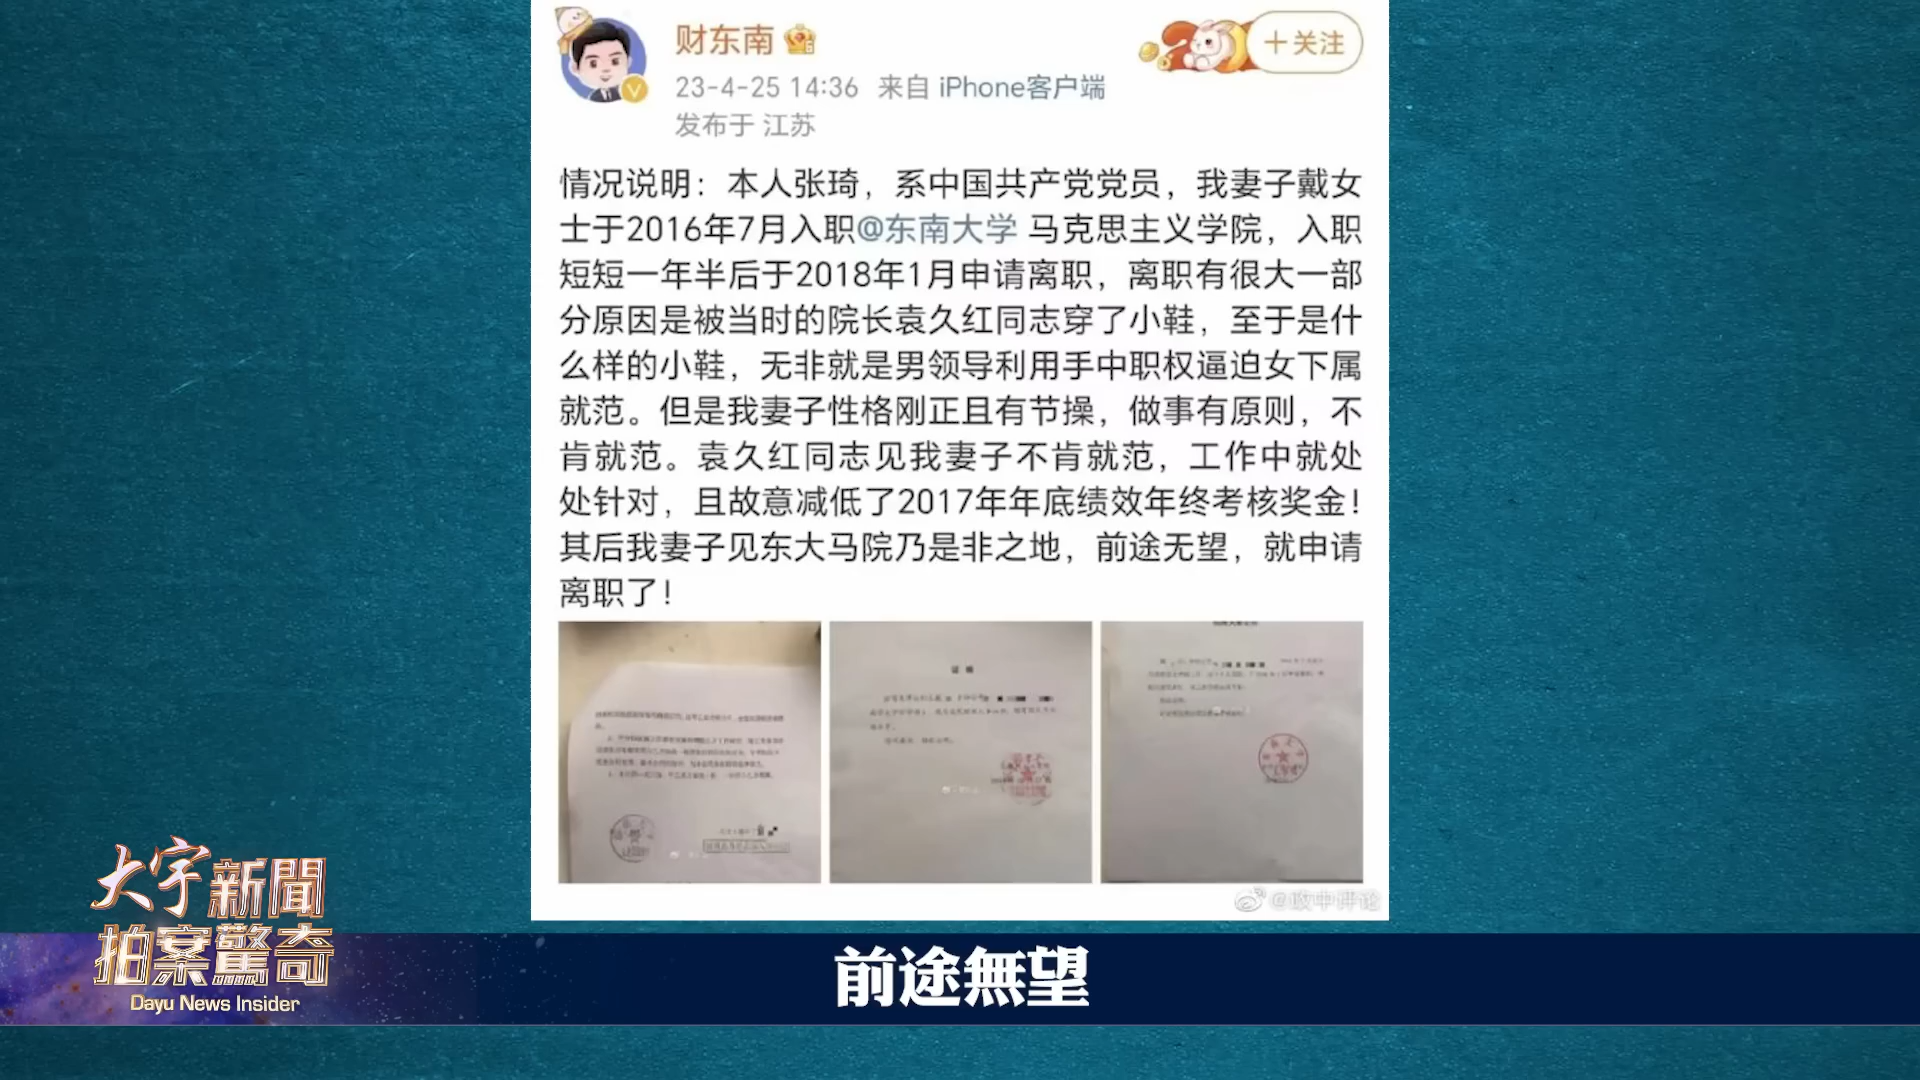 财东南
+关注
23-4-25 14:36 来自 iPhone客户端
发布于 江苏
情况说明：本人张琦，系中国共产党党员，我妻子戴女
士于2016年7月入职@东南大学 马克思主义学院，入职
短短一年半后于2018年1月申请离职，离职有很大一部
分原因是被当时的院长袁久红同志穿了小鞋，至于是什
么样的小鞋，无非就是男领导利用手中职权逼迫女下属
就范。但是我妻子性格刚正且有节操，做事有原则，不
肯就范。袁久红同志见我妻子不肯就范，工作中就处
处针对，且故意减低了2017年年底绩效年终考核奖金！
其后我妻子见东大马院乃是非之地，前途无望，就申请
离职了！
证明
@政中评论
大宇新聞
拍案驚奇
Dayu News Insider
前途無望